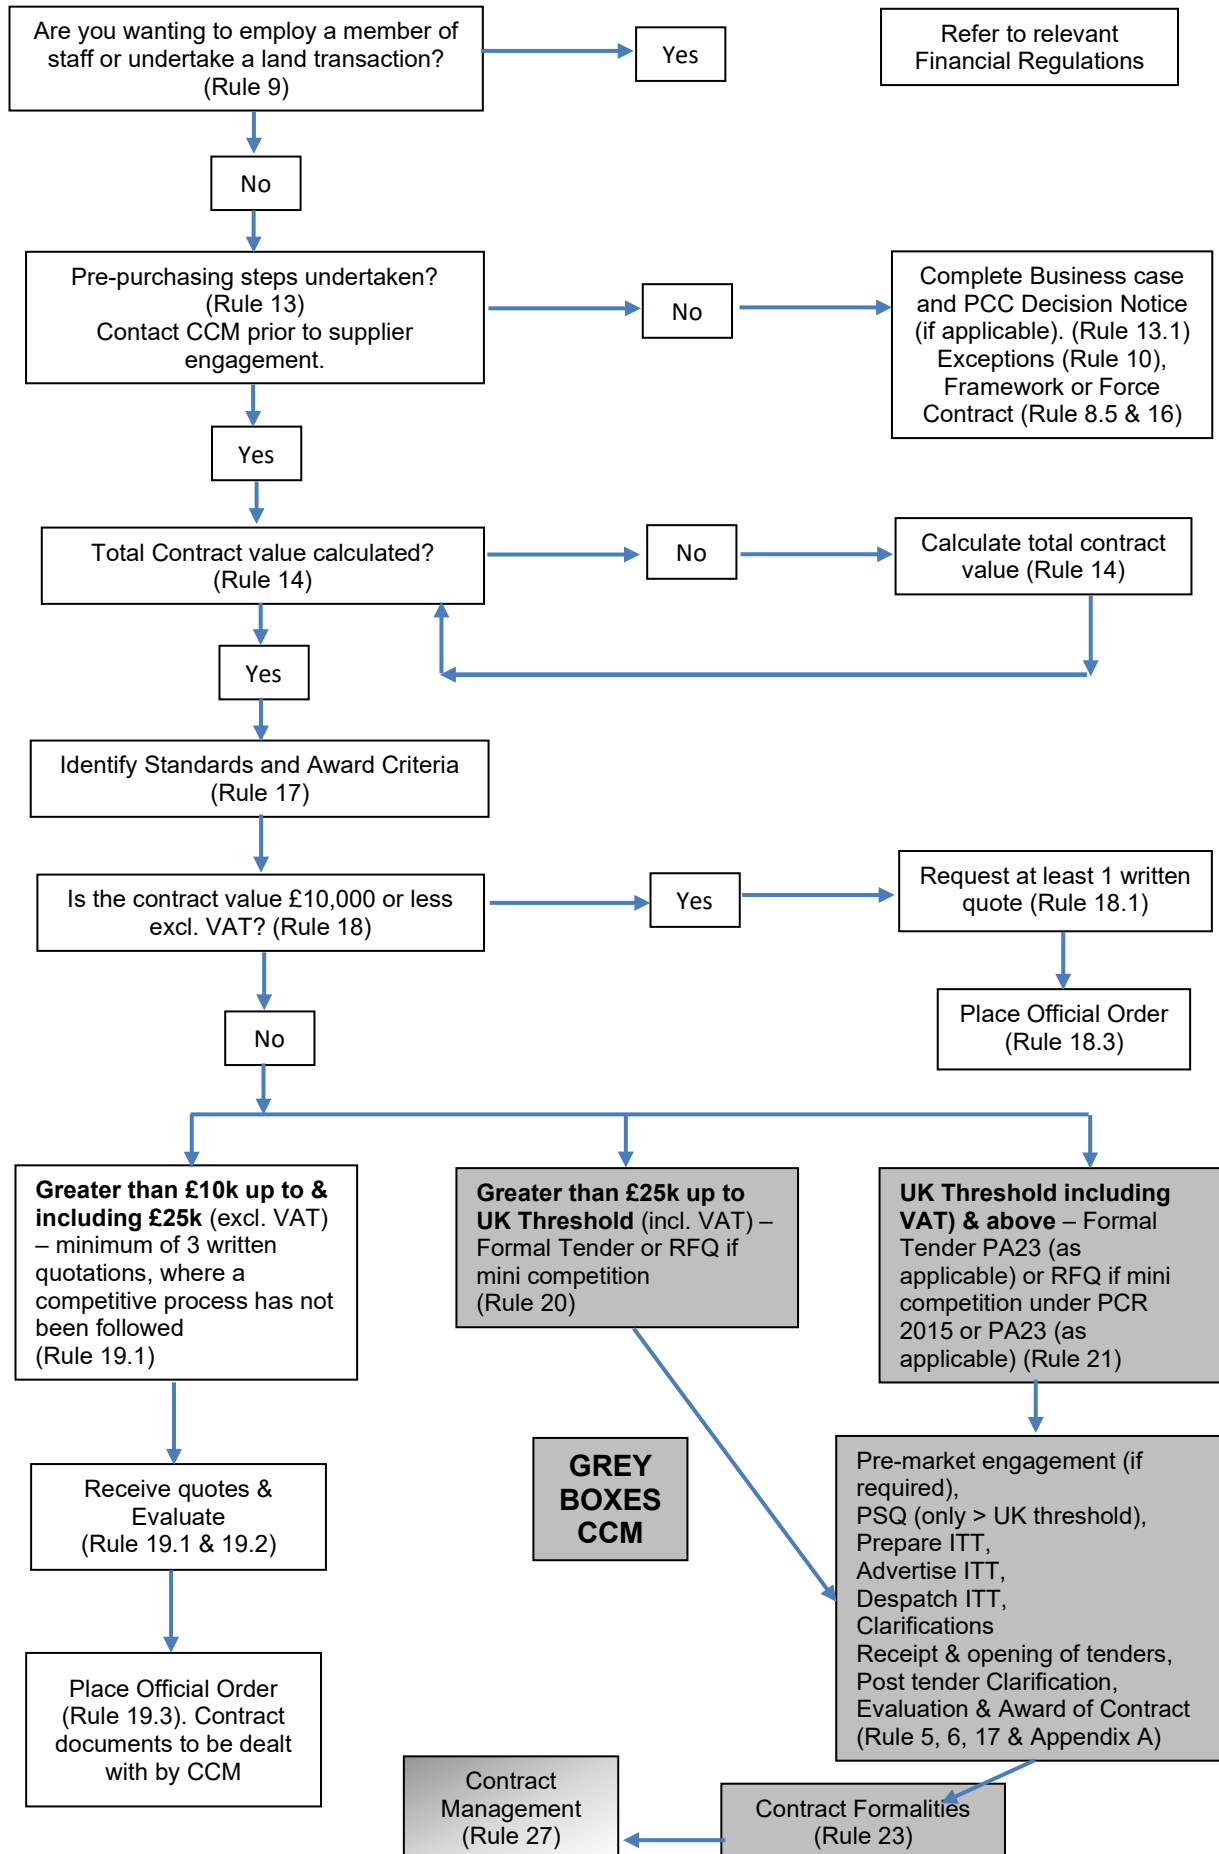 Are you wanting to employ a member of
staff or undertake a land transaction?
(Rule 9)
Yes
Refer to relevant
Financial Regulations
No
Pre-purchasing steps undertaken?
(Rule 13)
Contact CCM prior to supplier
engagement.
No
Complete Business case
and PCC Decision Notice
(if applicable). (Rule 13.1)
Exceptions (Rule 10),
Framework or Force
Contract (Rule 8.5 & 16)
Yes
Total Contract value calculated?
(Rule 14)
No
Calculate total contract
value (Rule 14)
Yes
Identify Standards and Award Criteria
(Rule 17)
Is the contract value £10,000 or less
excl. VAT? (Rule 18)
Yes
Request at least 1 written
quote (Rule 18.1)
Place Official Order
(Rule 18.3)
No
Greater than £10k up to &
including £25k (excl. VAT)
– minimum of 3 written
quotations, where a
competitive process has not
been followed
(Rule 19.1)
Greater than £25k up to
UK Threshold (incl. VAT) –
Formal Tender or RFQ if
mini competition
(Rule 20)
UK Threshold including
VAT) & above – Formal
Tender PA23 (as
applicable) or RFQ if mini
competition under PCR
2015 or PA23 (as
applicable) (Rule 21)
Receive quotes &
Evaluate
(Rule 19.1 & 19.2)
GREY
BOXES
CCM
Pre-market engagement (if
required),
PSQ (only > UK threshold),
Prepare ITT,
Advertise ITT,
Despatch ITT,
Clarifications
Receipt & opening of tenders,
Post tender Clarification,
Evaluation & Award of Contract
(Rule 5, 6, 17 & Appendix A)
Place Official Order
(Rule 19.3). Contract
documents to be dealt
with by CCM
Contract
Management
(Rule 27)
Contract Formalities
(Rule 23)